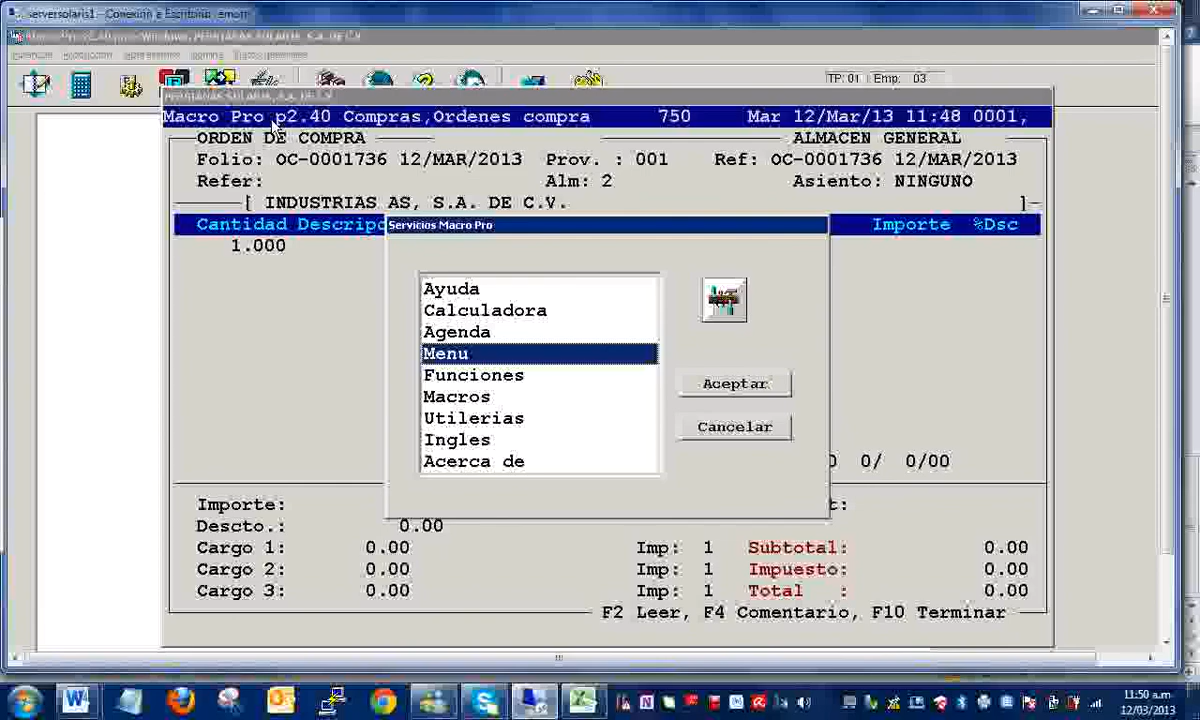 serversolaris1 - Conexión a Escritorio remoto
TP: 01 Emp: 03
Macro Pro p2.40 Compras,Ordenes compra 750 Mar 12/Mar/13 11:48 0001,
ORDEN DE COMPRA ALMACEN GENERAL
Folio: OC-0001736 12/MAR/2013 Prov. : 001 Ref: OC-0001736 12/MAR/2013
Refer: Alm: 2 Asiento: NINGUNO
[ INDUSTRIAS AS, S.A. DE C.V. ]
Cantidad Descripc Importe %Dsc
1.000
Servicios Macro Pro
Ayuda
Calculadora
Agenda
Menu
Funciones
Macros
Utilerias
Ingles
Acerca de
Aceptar
Cancelar
0/ 0/00
Importe: t:
Descto.: 0.00
Cargo 1: 0.00 Imp: 1 Subtotal: 0.00
Cargo 2: 0.00 Imp: 1 Impuesto: 0.00
Cargo 3: 0.00 Imp: 1 Total : 0.00
F2 Leer, F4 Comentario, F10 Terminar
11:50 a.m.
12/03/2013